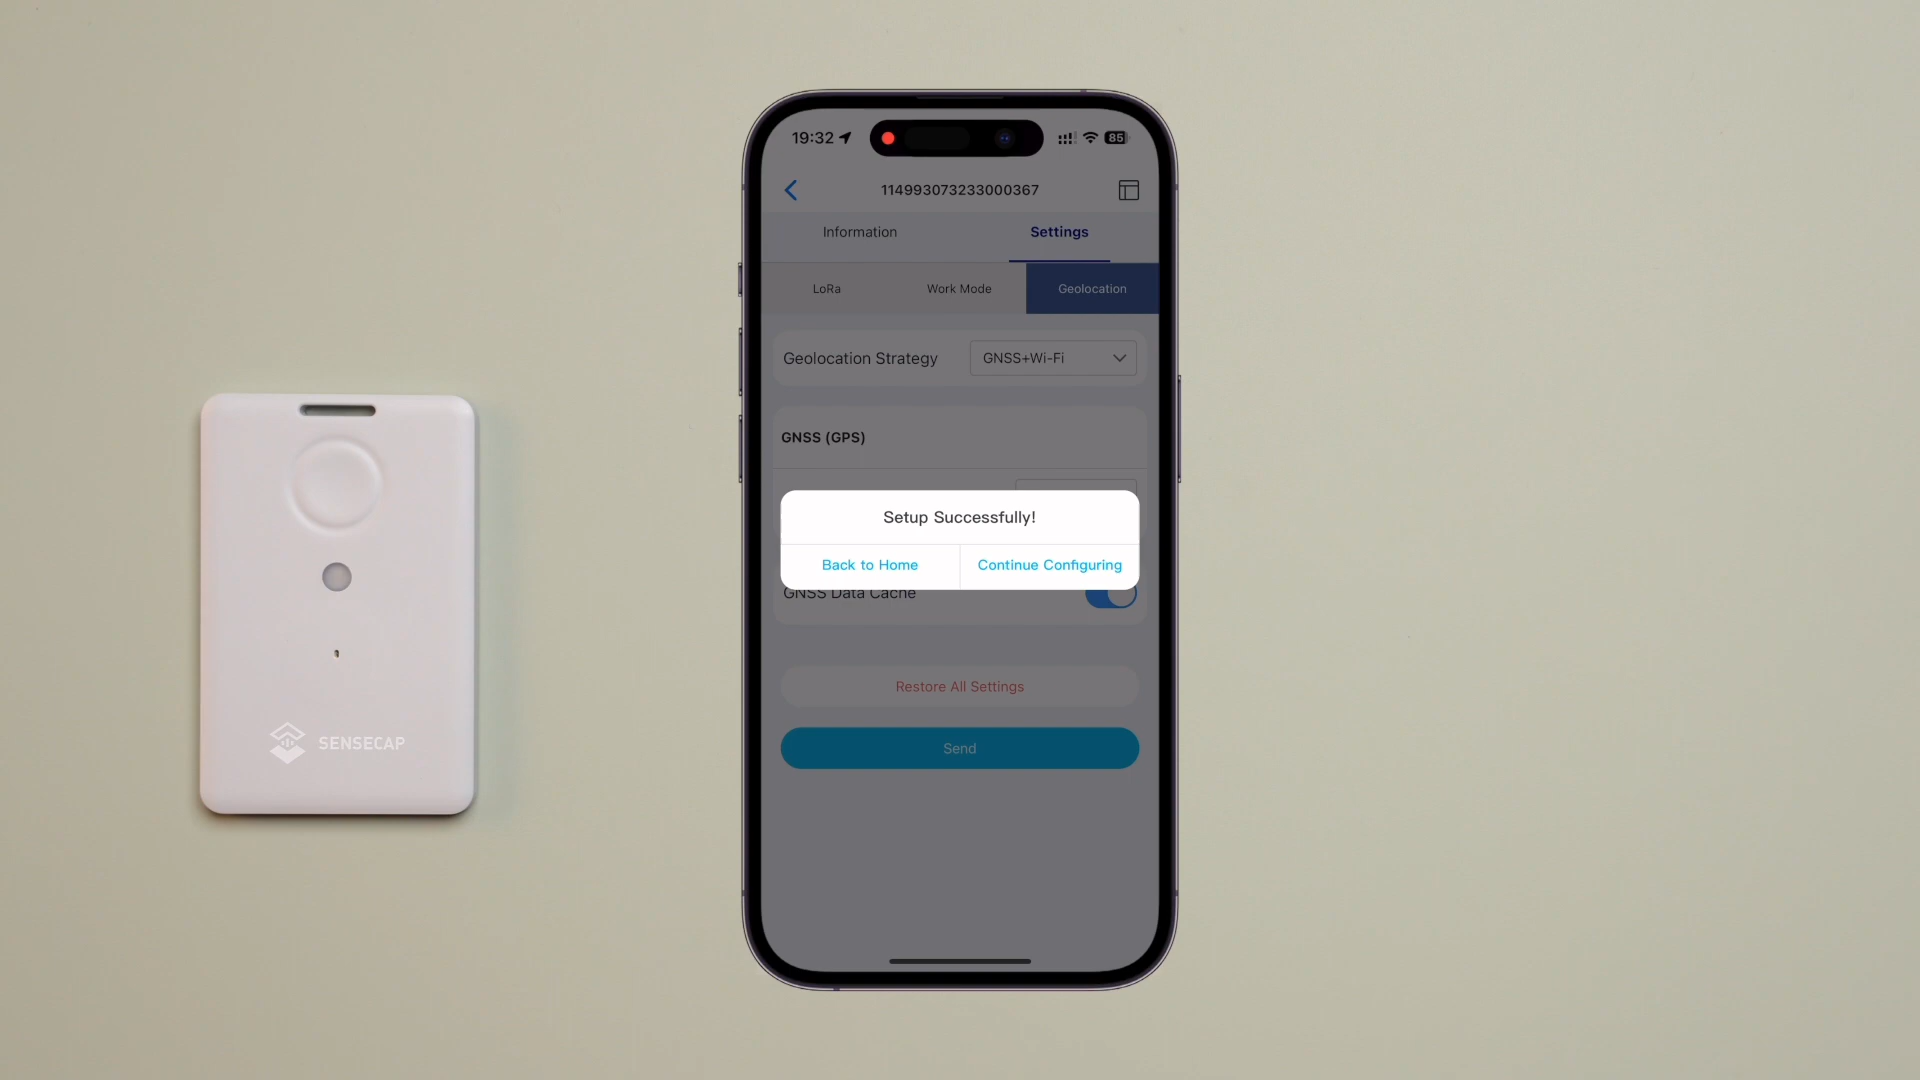 19:32
85
114993073233000367
Information
Settings
LoRa
Work Mode
Geolocation
Geolocation Strategy
GNSS+Wi-Fi
GNSS (GPS)
Setup Successfully!
Back to Home
Continue Configuring
GNSS Data Cache
Restore All Settings
Send
SENSECAP